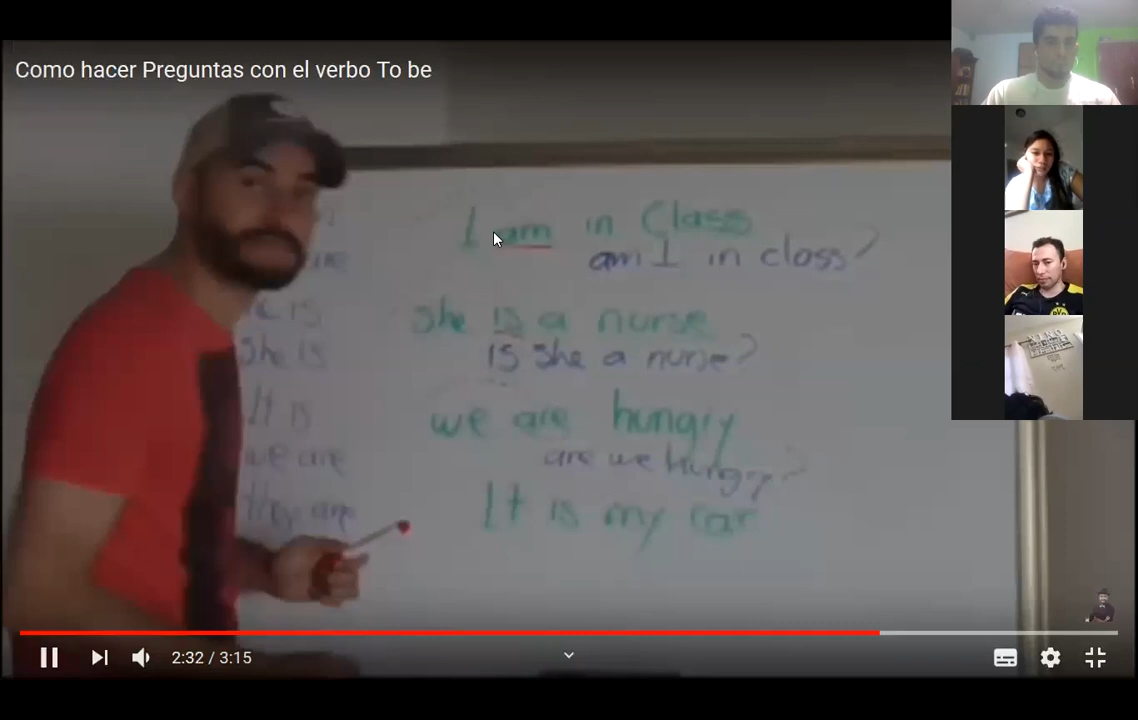 Como hacer Preguntas con el verbo To be
I am in Class
am I in class?
she is a nurse
is she a nurse?
she is
It is
we are hungry
are we hungry?
we are
they are
It is my car
2:32 / 3:15